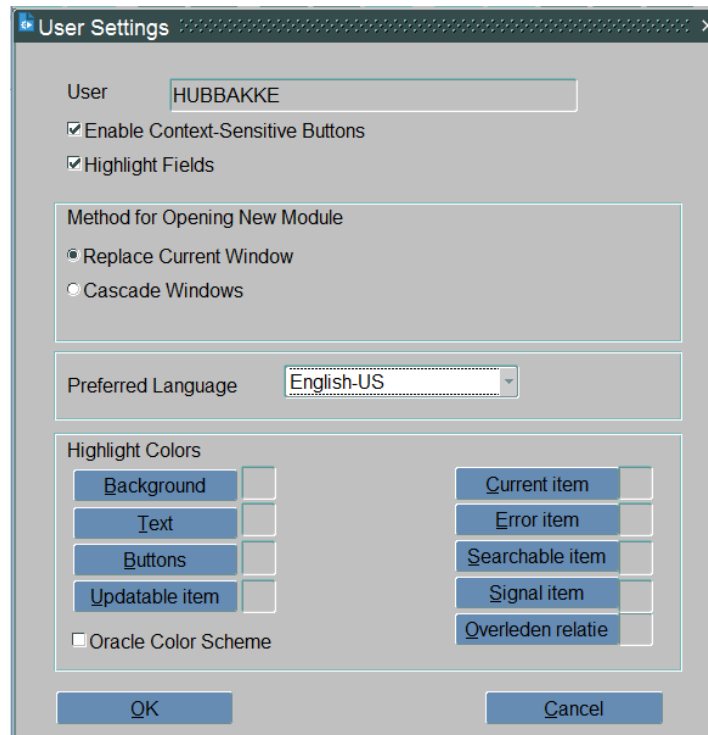 User Settings
User HUBBAKKE
Enable Context-Sensitive Buttons
Highlight Fields
Method for Opening New Module
Replace Current Window
Cascade Windows
Preferred Language English-US
Highlight Colors
Background
Text
Buttons
Updatable item
Oracle Color Scheme
Current item
Error item
Searchable item
Signal item
Overleden relatie
OK
Cancel